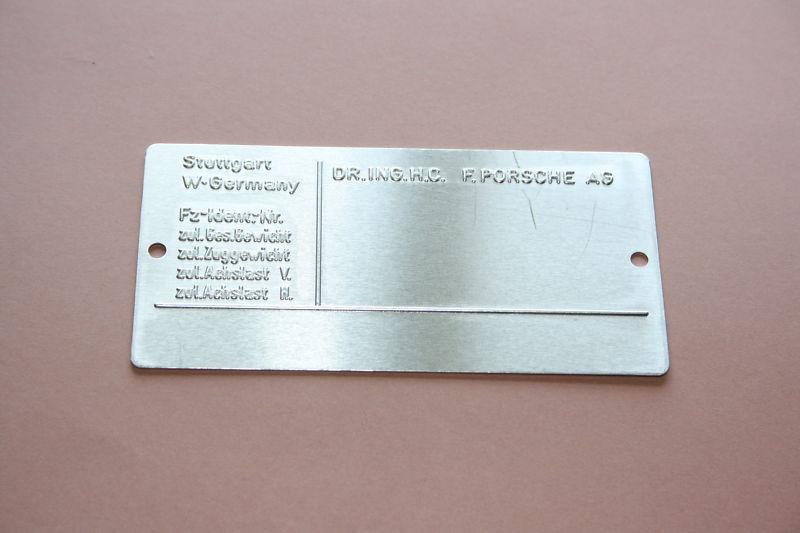 Stuttgart
W-Germany
DR.ING.H.C. F.PORSCHE AG
Fz-Ident.-Nr.
zul.Ges.Gewicht
zul.Zuggewicht
zul.Achslast V.
zul.Achslast H.